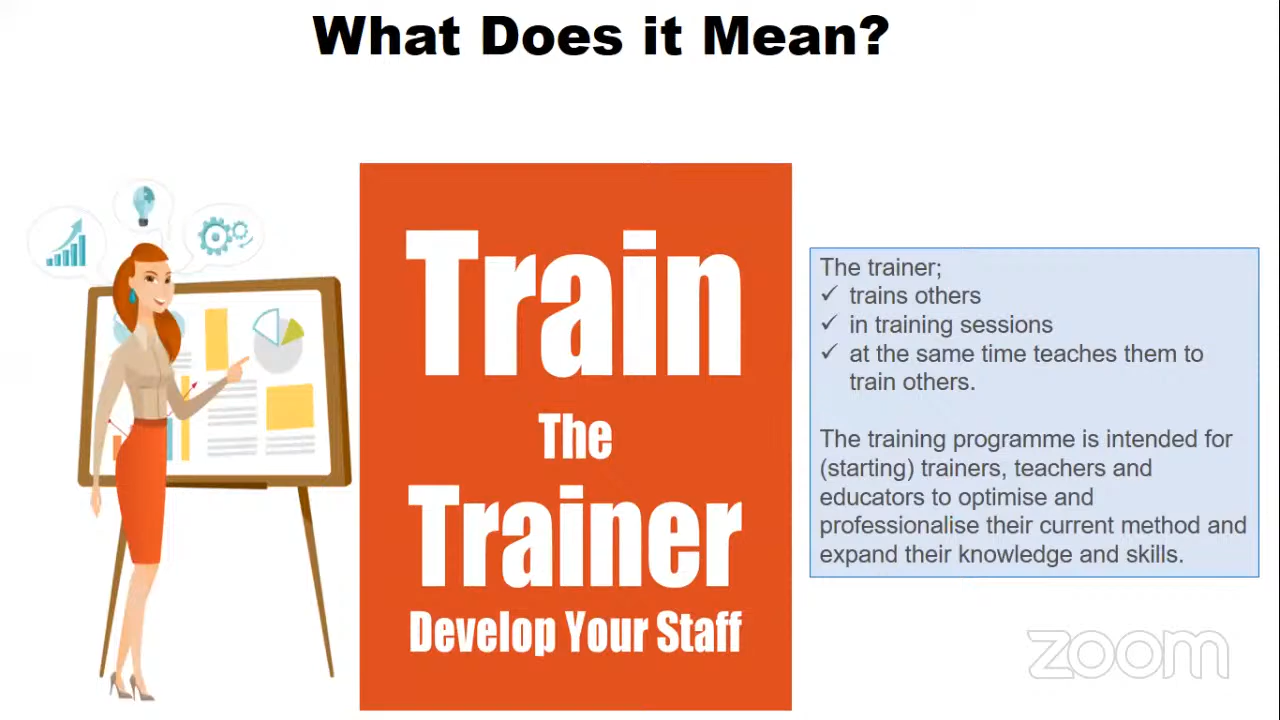 What Does it Mean?
Train
The
Trainer
Develop Your Staff
The trainer;
✓ trains others
✓ in training sessions
✓ at the same time teaches them to
train others.
The training programme is intended for
(starting) trainers, teachers and
educators to optimise and
professionalise their current method and
expand their knowledge and skills.
zoom